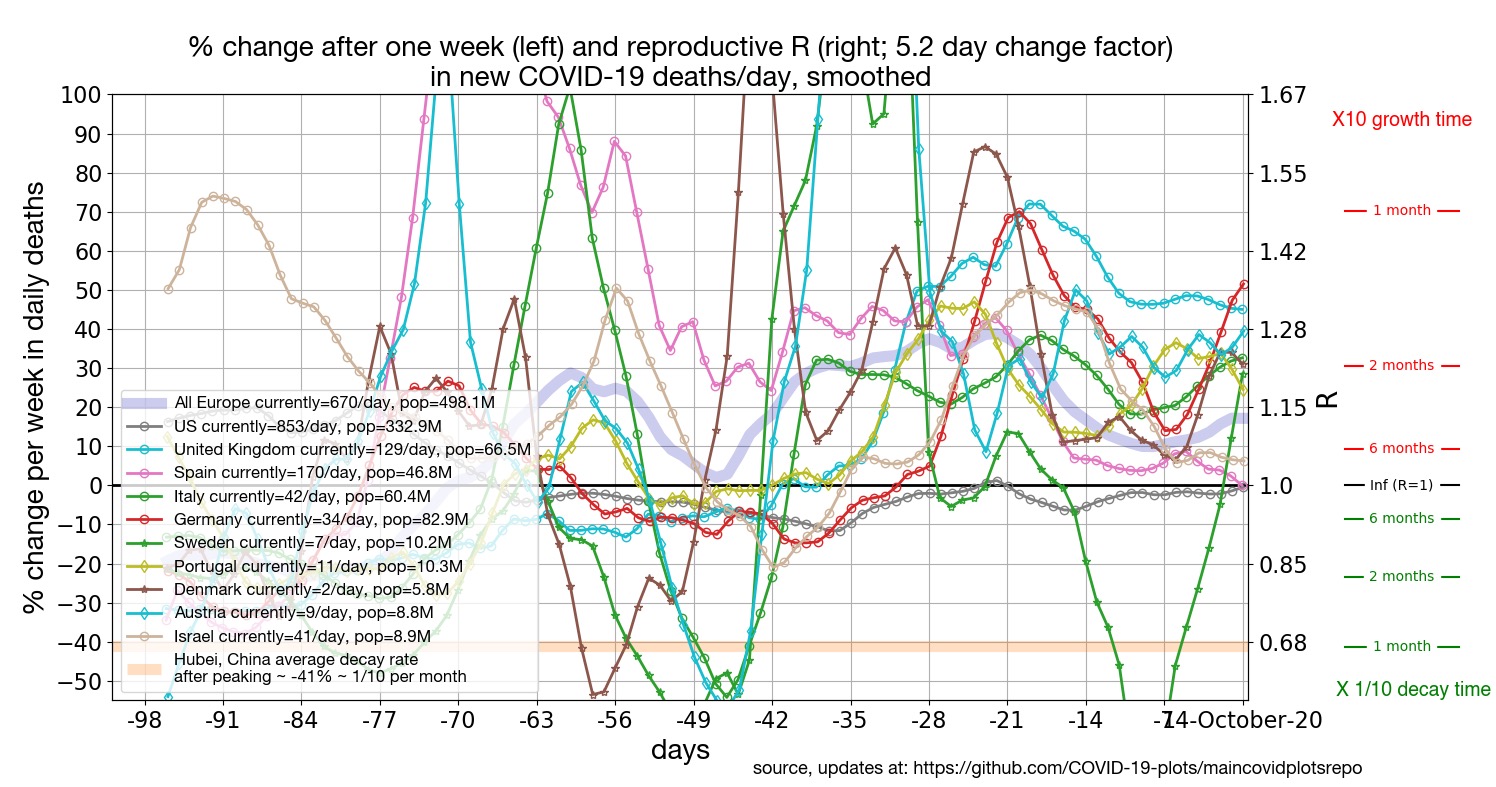 % change after one week (left) and reproductive R (right; 5.2 day change factor)
in new COVID-19 deaths/day, smoothed
% change per week in daily deaths
100
90
80
70
60
50
40
30
20
10
0
−10
−20
−30
−40
−50
All Europe currently=670/day, pop=498.1M
US currently=853/day, pop=332.9M
United Kingdom currently=129/day, pop=66.5M
Spain currently=170/day, pop=46.8M
Italy currently=42/day, pop=60.4M
Germany currently=34/day, pop=82.9M
Sweden currently=7/day, pop=10.2M
Portugal currently=11/day, pop=10.3M
Denmark currently=2/day, pop=5.8M
Austria currently=9/day, pop=8.8M
Israel currently=41/day, pop=8.9M
Hubei, China average decay rate
after peaking ~ -41% ~ 1/10 per month
1.67
1.55
1.42
1.28
1.15
1.0
0.85
0.68
R
X10 growth time
1 month
2 months
6 months
Inf (R=1)
6 months
2 months
1 month
X 1/10 decay time
-98 -91 -84 -77 -70 -63 -56 -49 -42 -35 -28 -21 -14 -7 14-October-20
days
source, updates at: https://github.com/COVID-19-plots/maincovidplotsrepo